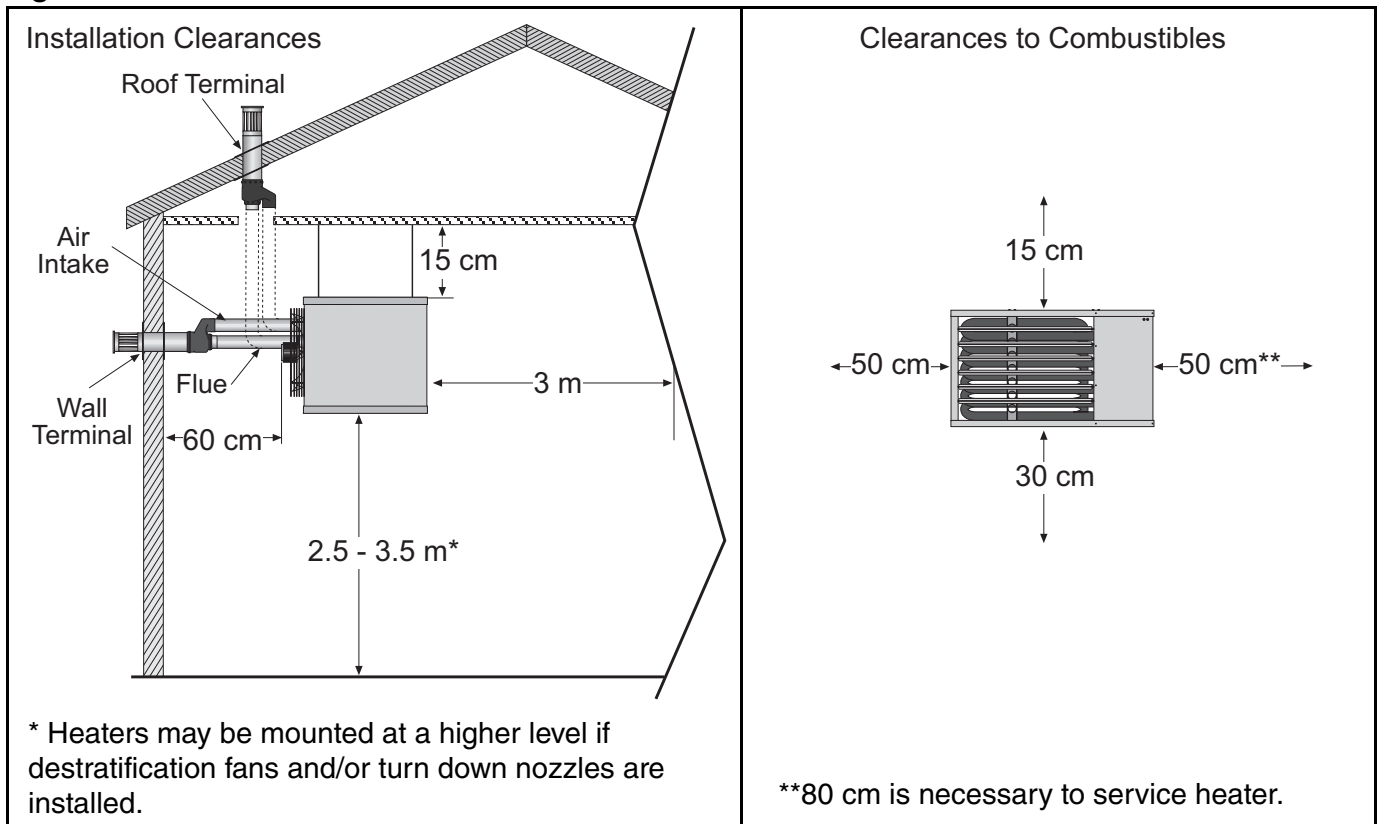 Installation Clearances
Roof Terminal
Air
Intake
15 cm
Flue
3 m
Wall
Terminal
60 cm
2.5 - 3.5 m*
* Heaters may be mounted at a higher level if
destratification fans and/or turn down nozzles are
installed.
Clearances to Combustibles
15 cm
50 cm
50 cm**
30 cm
**80 cm is necessary to service heater.